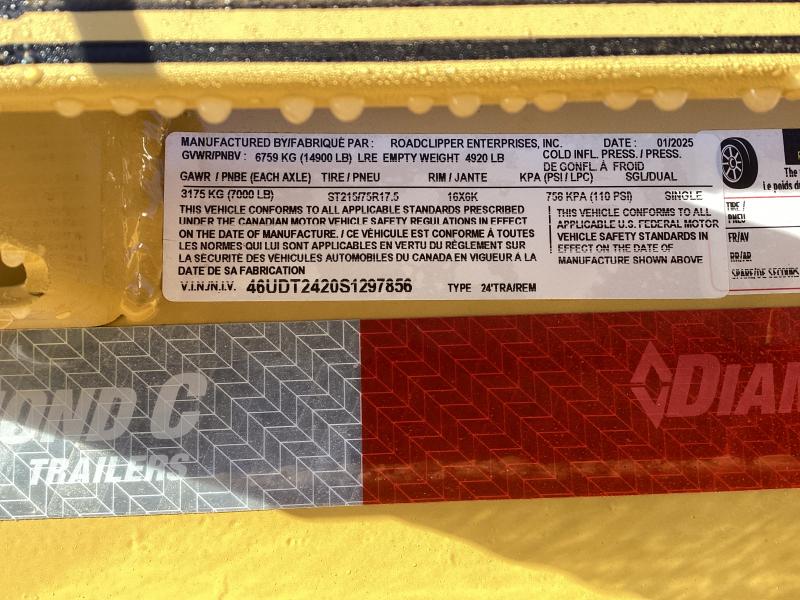 MANUFACTURED BY/FABRIQUÉ PAR : ROADCLIPPER ENTERPRISES, INC. DATE : 01/2025
GVWR/PNBV : 6759 KG (14900 LB) LRE EMPTY WEIGHT 4920 LB COLD INFL. PRESS. / PRESS.
DE GONFL. À FROID
GAWR / PNBE (EACH AXLE) TIRE / PNEU RIM / JANTE KPA (PSI / LPC) SGL/DUAL
3175 KG (7000 LB) ST215/75R17.5 16X6K 758 KPA (110 PSI) SINGLE
THIS VEHICLE CONFORMS TO ALL APPLICABLE STANDARDS PRESCRIBED
UNDER THE CANADIAN MOTOR VEHICLE SAFETY REGULATIONS IN EFFECT
ON THE DATE OF MANUFACTURE. / CE VÉHICULE EST CONFORME À TOUTES
LES NORMES QUI LUI SONT APPLICABLES EN VERTU DU RÈGLEMENT SUR
LA SÉCURITÉ DES VÉHICULES AUTOMOBILES DU CANADA EN VIGUEUR À LA
DATE DE SA FABRICATION
THIS VEHICLE CONFORMS TO ALL
APPLICABLE U.S. FEDERAL MOTOR
VEHICLE SAFETY STANDARDS IN
EFFECT ON THE DATE OF
MANUFACTURE SHOWN ABOVE
V.I.N./N.I.V. 46UDT2420S1297856 TYPE 24'TRA/REM
The
Le poids d
TIRE /
PNEU
FR/AV
RR/AR
SPARE/DE SECOURS
OND C
TRAILERS
DIAM